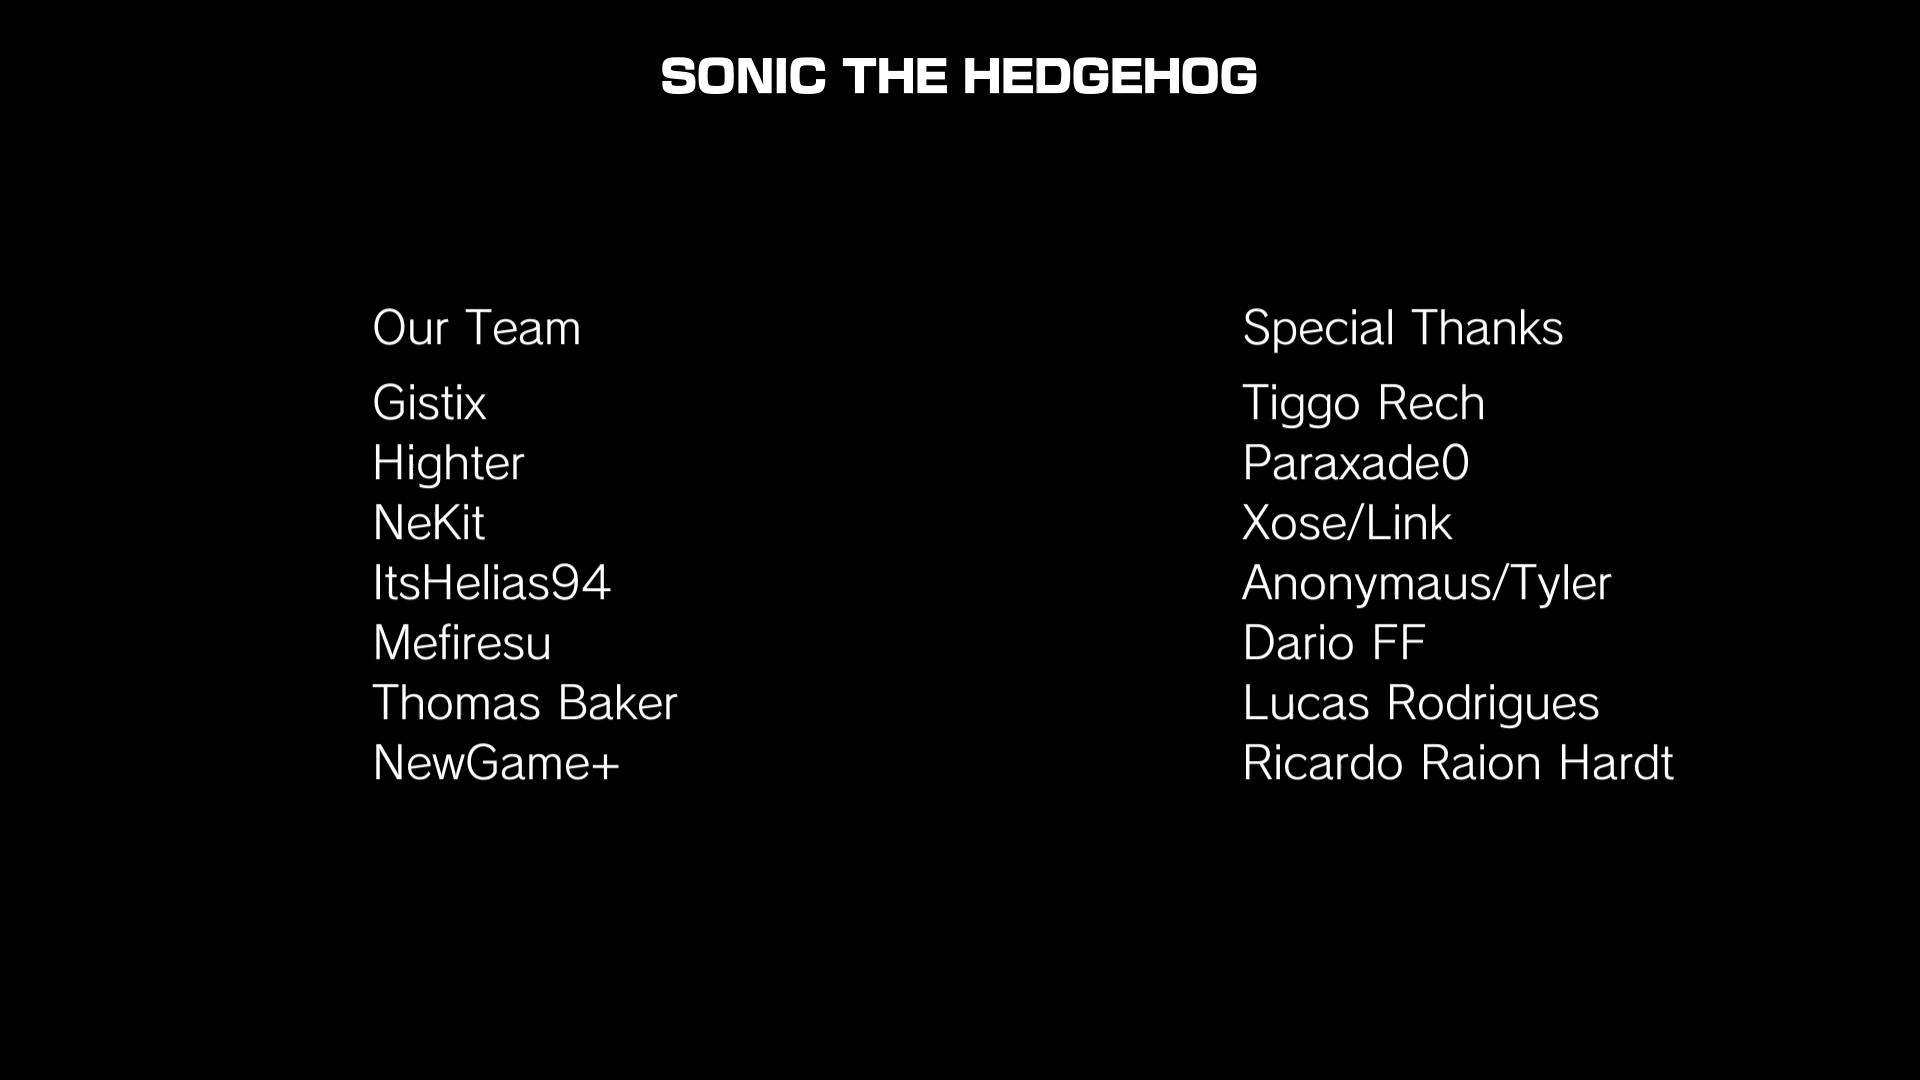 SONIC THE HEDGEHOG
Our Team
Gistix
Highter
NeKit
ItsHelias94
Mefiresu
Thomas Baker
NewGame+
Special Thanks
Tiggo Rech
Paraxade0
Xose/Link
Anonymaus/Tyler
Dario FF
Lucas Rodrigues
Ricardo Raion Hardt